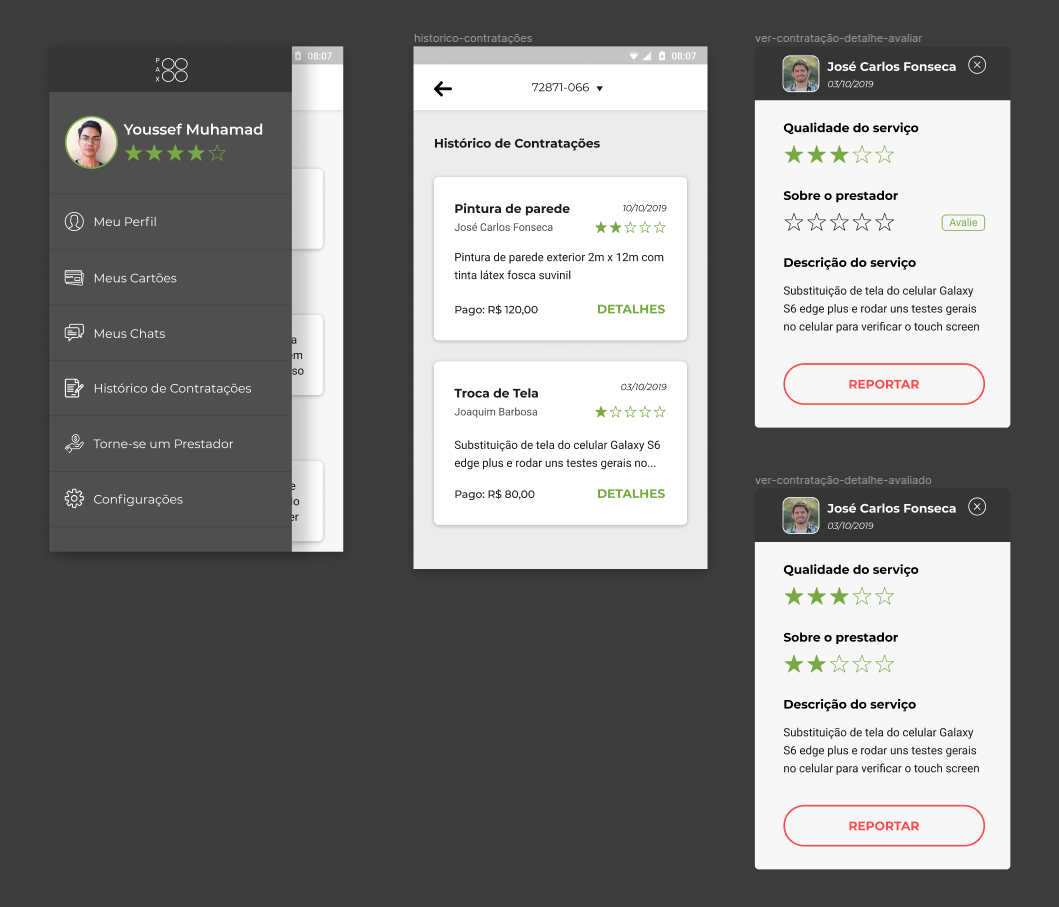 P
A
X
08:07
Youssef Muhamad
Meu Perfil
Meus Cartões
Meus Chats
Histórico de Contratações
Torne-se um Prestador
Configurações
a
em
so
e
lo
er
historico-contratações
08:07
72871-066 ▼
Histórico de Contratações
Pintura de parede
10/10/2019
José Carlos Fonseca
Pintura de parede exterior 2m x 12m com
tinta látex fosca suvinil
Pago: R$ 120,00
DETALHES
Troca de Tela
03/10/2019
Joaquim Barbosa
Substituição de tela do celular Galaxy S6
edge plus e rodar uns testes gerais no...
Pago: R$ 80,00
DETALHES
ver-contratação-detalhe-avaliar
José Carlos Fonseca
03/10/2019
Qualidade do serviço
Sobre o prestador
Avalie
Descrição do serviço
Substituição de tela do celular Galaxy
S6 edge plus e rodar uns testes gerais
no celular para verificar o touch screen
REPORTAR
ver-contratação-detalhe-avaliado
José Carlos Fonseca
03/10/2019
Qualidade do serviço
Sobre o prestador
Descrição do serviço
Substituição de tela do celular Galaxy
S6 edge plus e rodar uns testes gerais
no celular para verificar o touch screen
REPORTAR